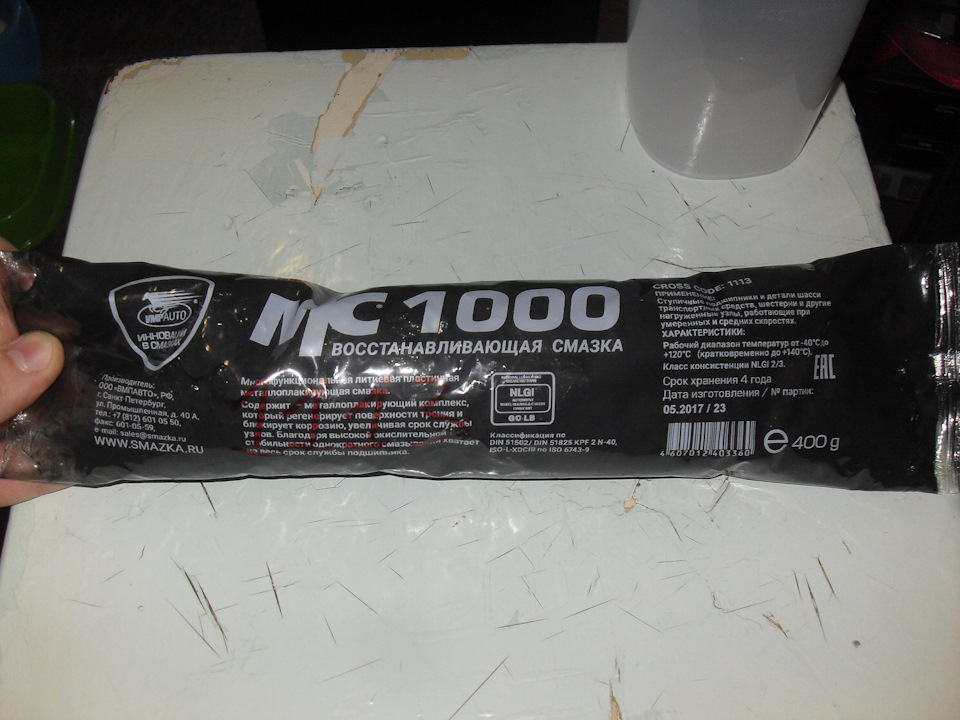 VMPAUTO
ИННОВАЦИИ
В СМАЗКАХ
Производитель:
ООО «ВМПАВТО», РФ,
г. Санкт Петербург,
ул. Промышленная, д. 40 А,
тел.: +7 (812) 601 05 50,
факс: 601-05-59,
e mail: sales@smazka.ru
WWW.SMAZKA.RU
МС 1000
ВОССТАНАВЛИВАЮЩАЯ СМАЗКА
Многофункциональная литиевая пластичная
металлоплакирующая смазка.
Содержит металлоплакирующий комплекс,
который регенерирует поверхности трения и
блокирует коррозию, увеличивая срок службы
узлов. Благодаря высокой окислительной
стабильности однократного смазывания хватает
на весь срок службы подшипника.
NLGI
GC-LB
Классификация по
DIN 51502/ DIN 51825 KPF 2 N-40,
ISO-L-XDCIB по ISO 6743-9
CROSS CODE: 1113
ПРИМЕНЕНИЕ:
Ступичные подшипники и детали шасси
транспортных средств, шестерни и другие
нагруженные узлы, работающие при
умеренных и средних скоростях.
ХАРАКТЕРИСТИКИ:
Рабочий диапазон температур от -40°С до
+120°С (кратковременно до +140°С).
Класс консистенции NLGI 2/3.
Срок хранения 4 года
Дата изготовления / № партии:
05.2017 / 23
EAC
4 607012 403360
℮ 400 g